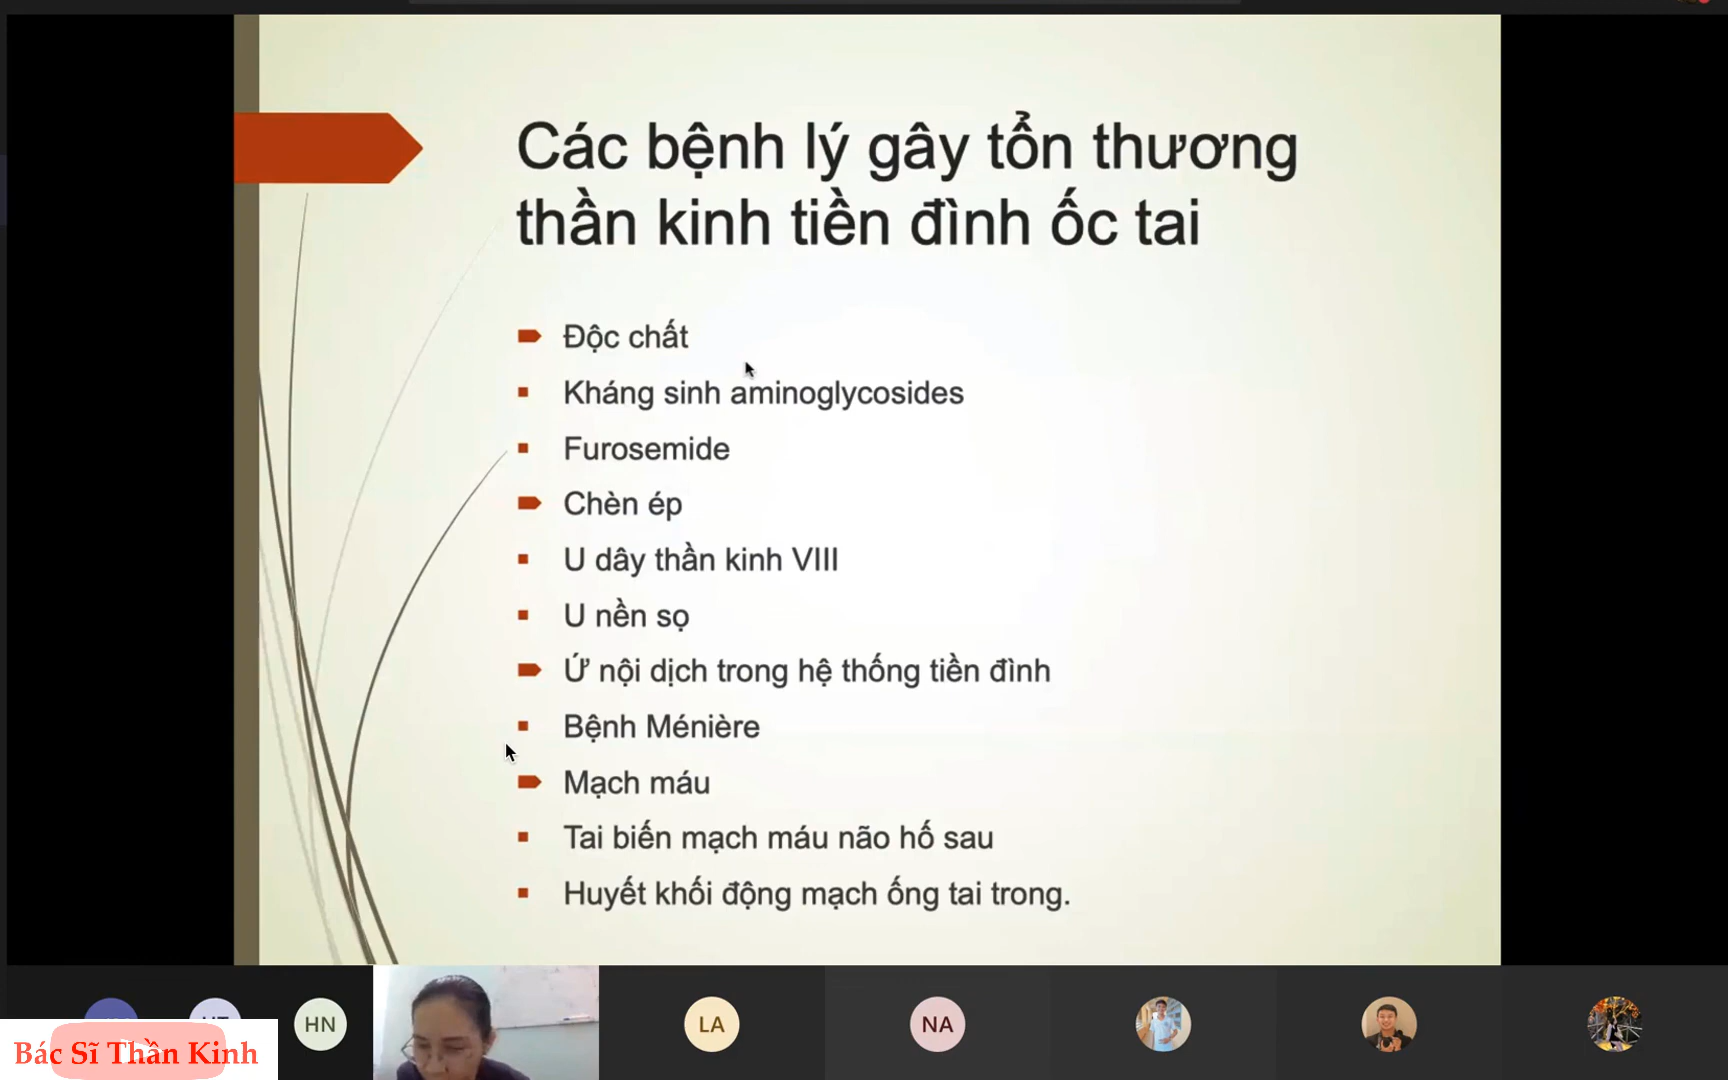 Các bệnh lý gây tổn thương
thần kinh tiền đình ốc tai
Độc chất
Kháng sinh aminoglycosides
Furosemide
Chèn ép
U dây thần kinh VIII
U nền sọ
Ứ nội dịch trong hệ thống tiền đình
Bệnh Ménière
Mạch máu
Tai biến mạch máu não hố sau
Huyết khối động mạch ống tai trong.
HN
LA
NA
Bác Sĩ Thần Kinh